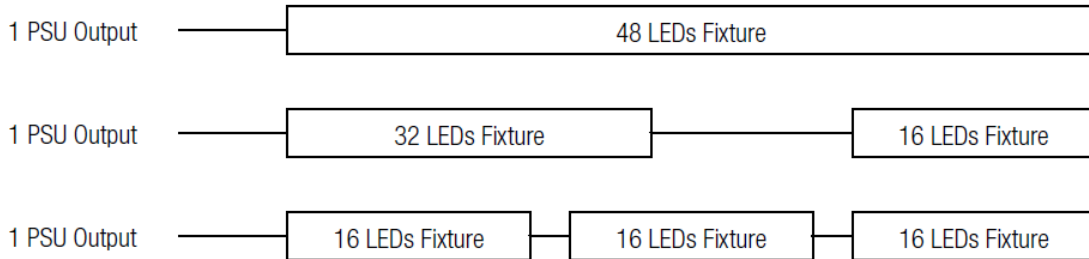 1 PSU Output 48 LEDs Fixture
1 PSU Output 32 LEDs Fixture 16 LEDs Fixture
1 PSU Output 16 LEDs Fixture 16 LEDs Fixture 16 LEDs Fixture